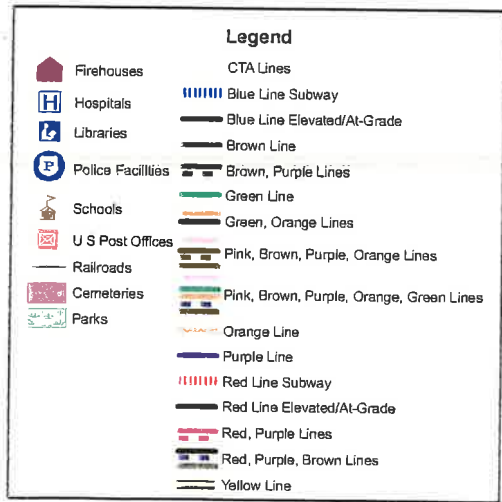 Legend
Firehouses
H Hospitals
Libraries
P Police Facilities
Schools
U S Post Offices
Railroads
Cemeteries
Parks
CTA Lines
Blue Line Subway
Blue Line Elevated/At-Grade
Brown Line
Brown, Purple Lines
Green Line
Green, Orange Lines
Pink, Brown, Purple, Orange Lines
Pink, Brown, Purple, Orange, Green Lines
Orange Line
Purple Line
Red Line Subway
Red Line Elevated/At-Grade
Red, Purple Lines
Red, Purple, Brown Lines
Yellow Line